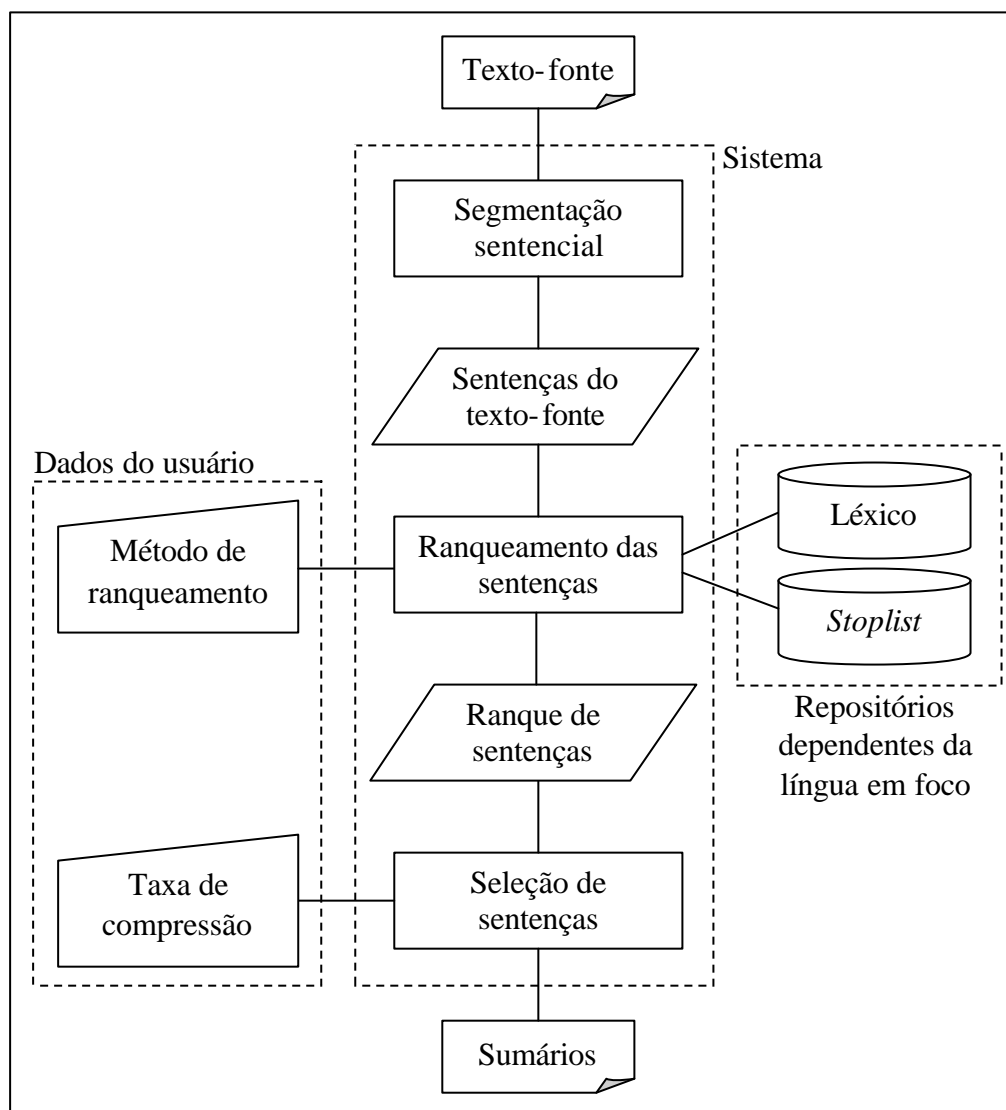 Texto-fonte
Sistema
Segmentação
sentencial
Sentenças do
texto-fonte
Dados do usuário
Método de
ranqueamento
Ranqueamento das
sentenças
Léxico
Stoplist
Repositórios
dependentes da
língua em foco
Ranque de
sentenças
Taxa de
compressão
Seleção de
sentenças
Sumários